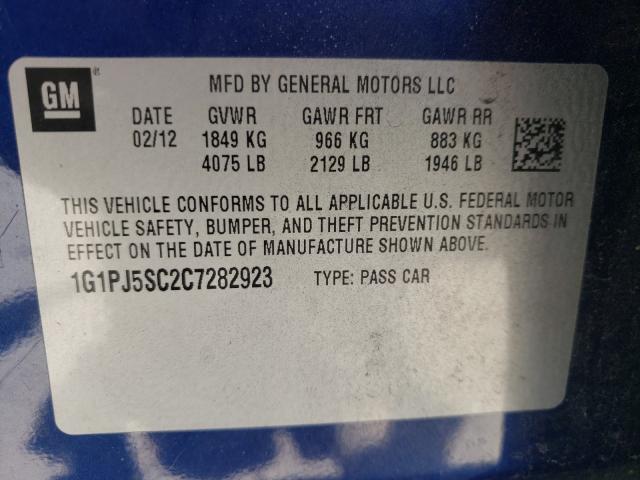 GM
®
MFD BY GENERAL MOTORS LLC
DATE GVWR GAWR FRT GAWR RR
02/12 1849 KG 966 KG 883 KG
4075 LB 2129 LB 1946 LB
THIS VEHICLE CONFORMS TO ALL APPLICABLE U.S. FEDERAL MOTOR
VEHICLE SAFETY, BUMPER, AND THEFT PREVENTION STANDARDS IN
EFFECT ON THE DATE OF MANUFACTURE SHOWN ABOVE.
1G1PJ5SC2C7282923 TYPE: PASS CAR